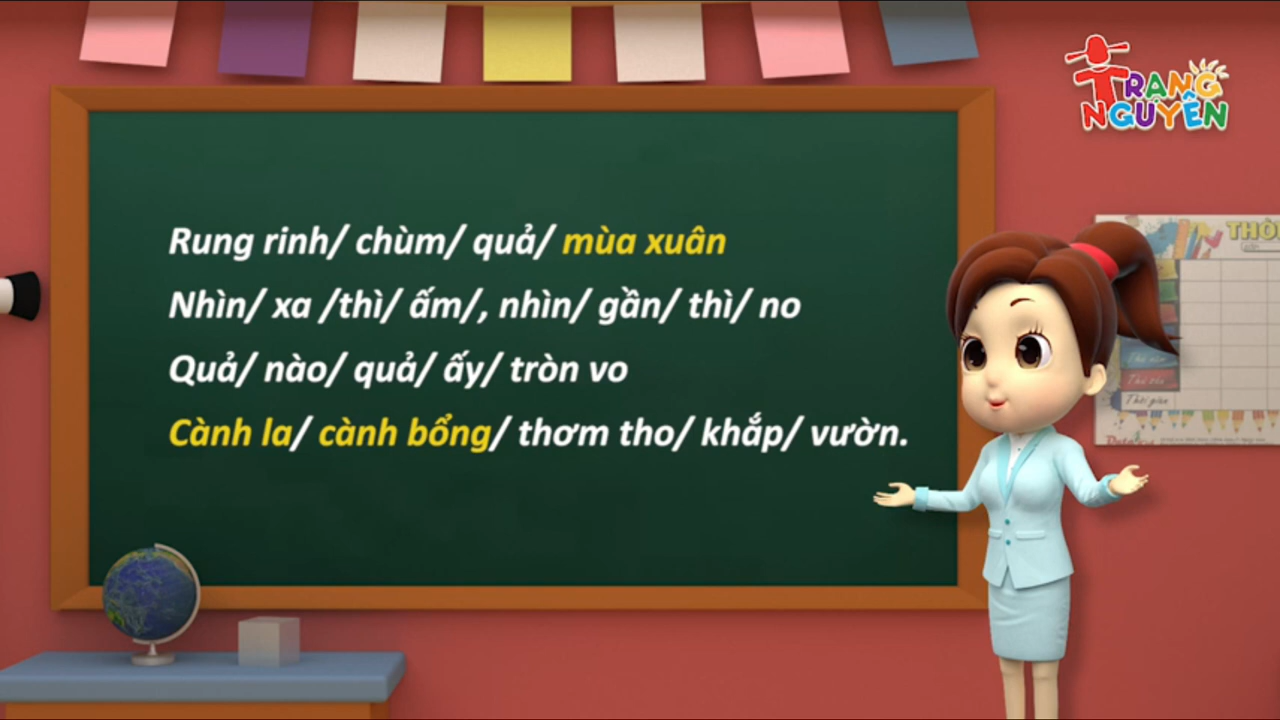 TRANG
NGUYÊN
Rung rinh/ chùm/ quả/ mùa xuân
Nhìn/ xa /thì/ ấm/, nhìn/ gần/ thì/ no
Quả/ nào/ quả/ ấy/ tròn vo
Cành la/ cành bổng/ thơm tho/ khắp/ vườn.
Thời gian